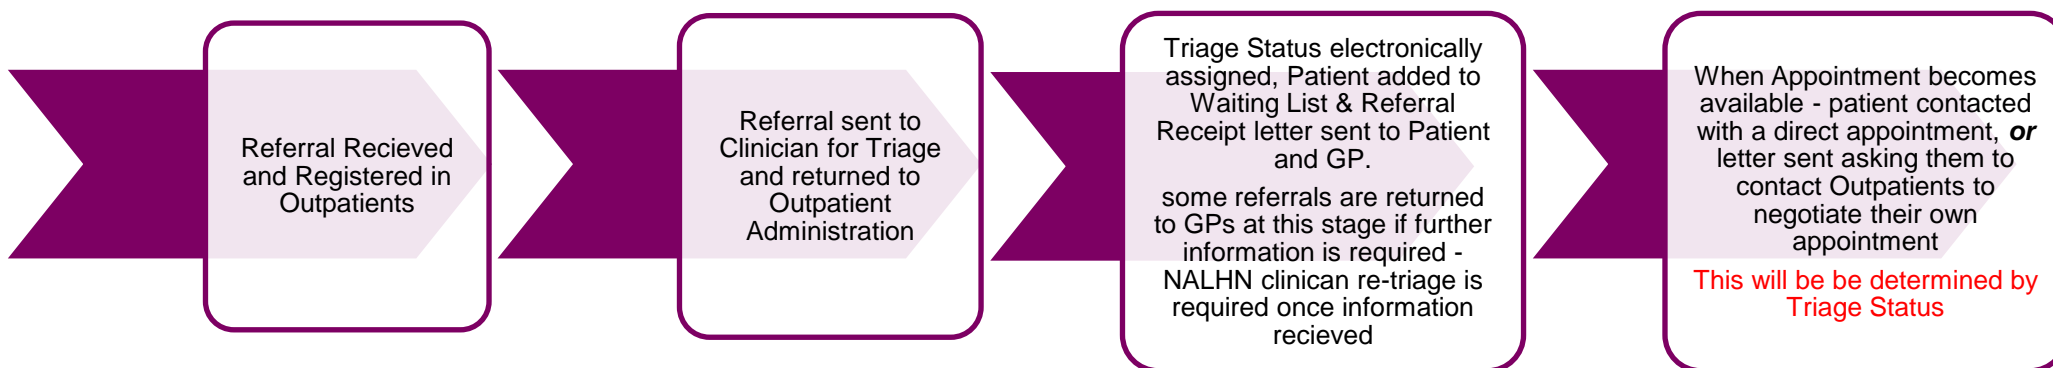 Referral Recieved
and Registered in
Outpatients
Referral sent to
Clinician for Triage
and returned to
Outpatient
Administration
Triage Status electronically
assigned, Patient added to
Waiting List & Referral
Receipt letter sent to Patient
and GP.
some referrals are returned
to GPs at this stage if further
information is required -
NALHN clinican re-triage is
required once information
recieved
When Appointment becomes
available - patient contacted
with a direct appointment, or
letter sent asking them to
contact Outpatients to
negotiate their own
appointment
This will be be determined by
Triage Status